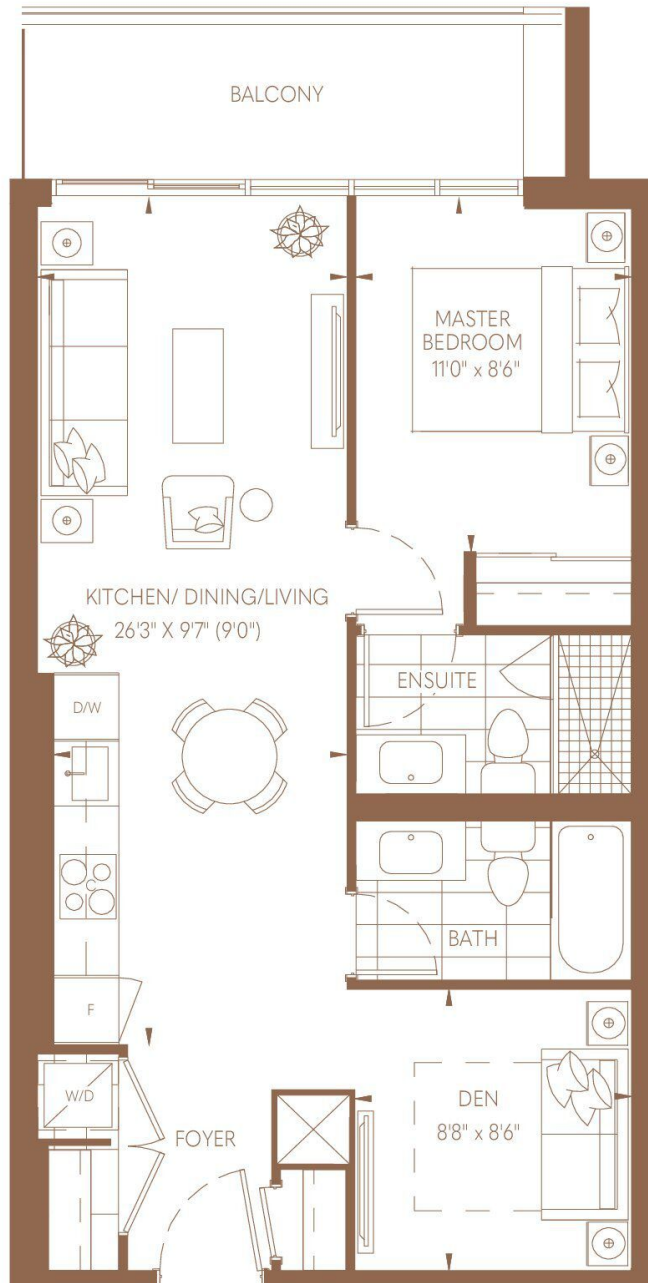 BALCONY
MASTER
BEDROOM
11'0" x 8'6"
KITCHEN/ DINING/LIVING
26'3" X 9'7" (9'0")
D/W
ENSUITE
C
BATH
F
W/D
FOYER
DEN
8'8" x 8'6"